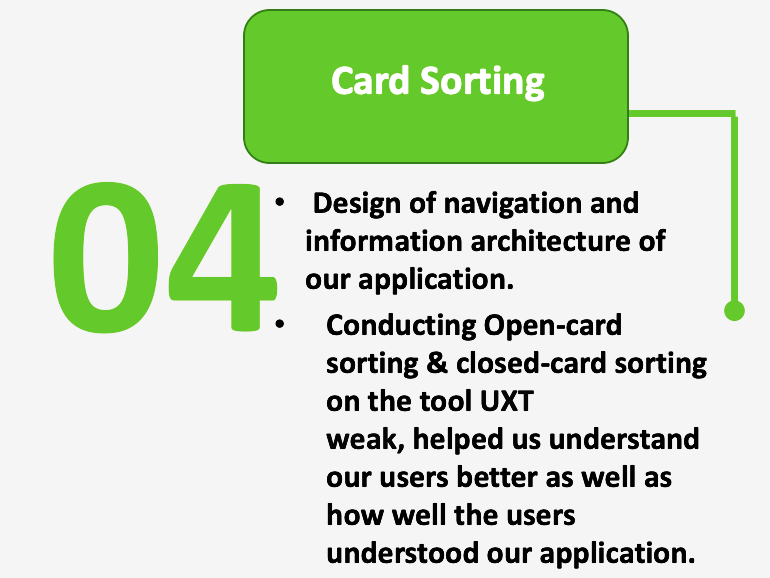 Card Sorting
04
• Design of navigation and
information architecture of
our application.
• Conducting Open-card
sorting & closed-card sorting
on the tool UXT
weak, helped us understand
our users better as well as
how well the users
understood our application.